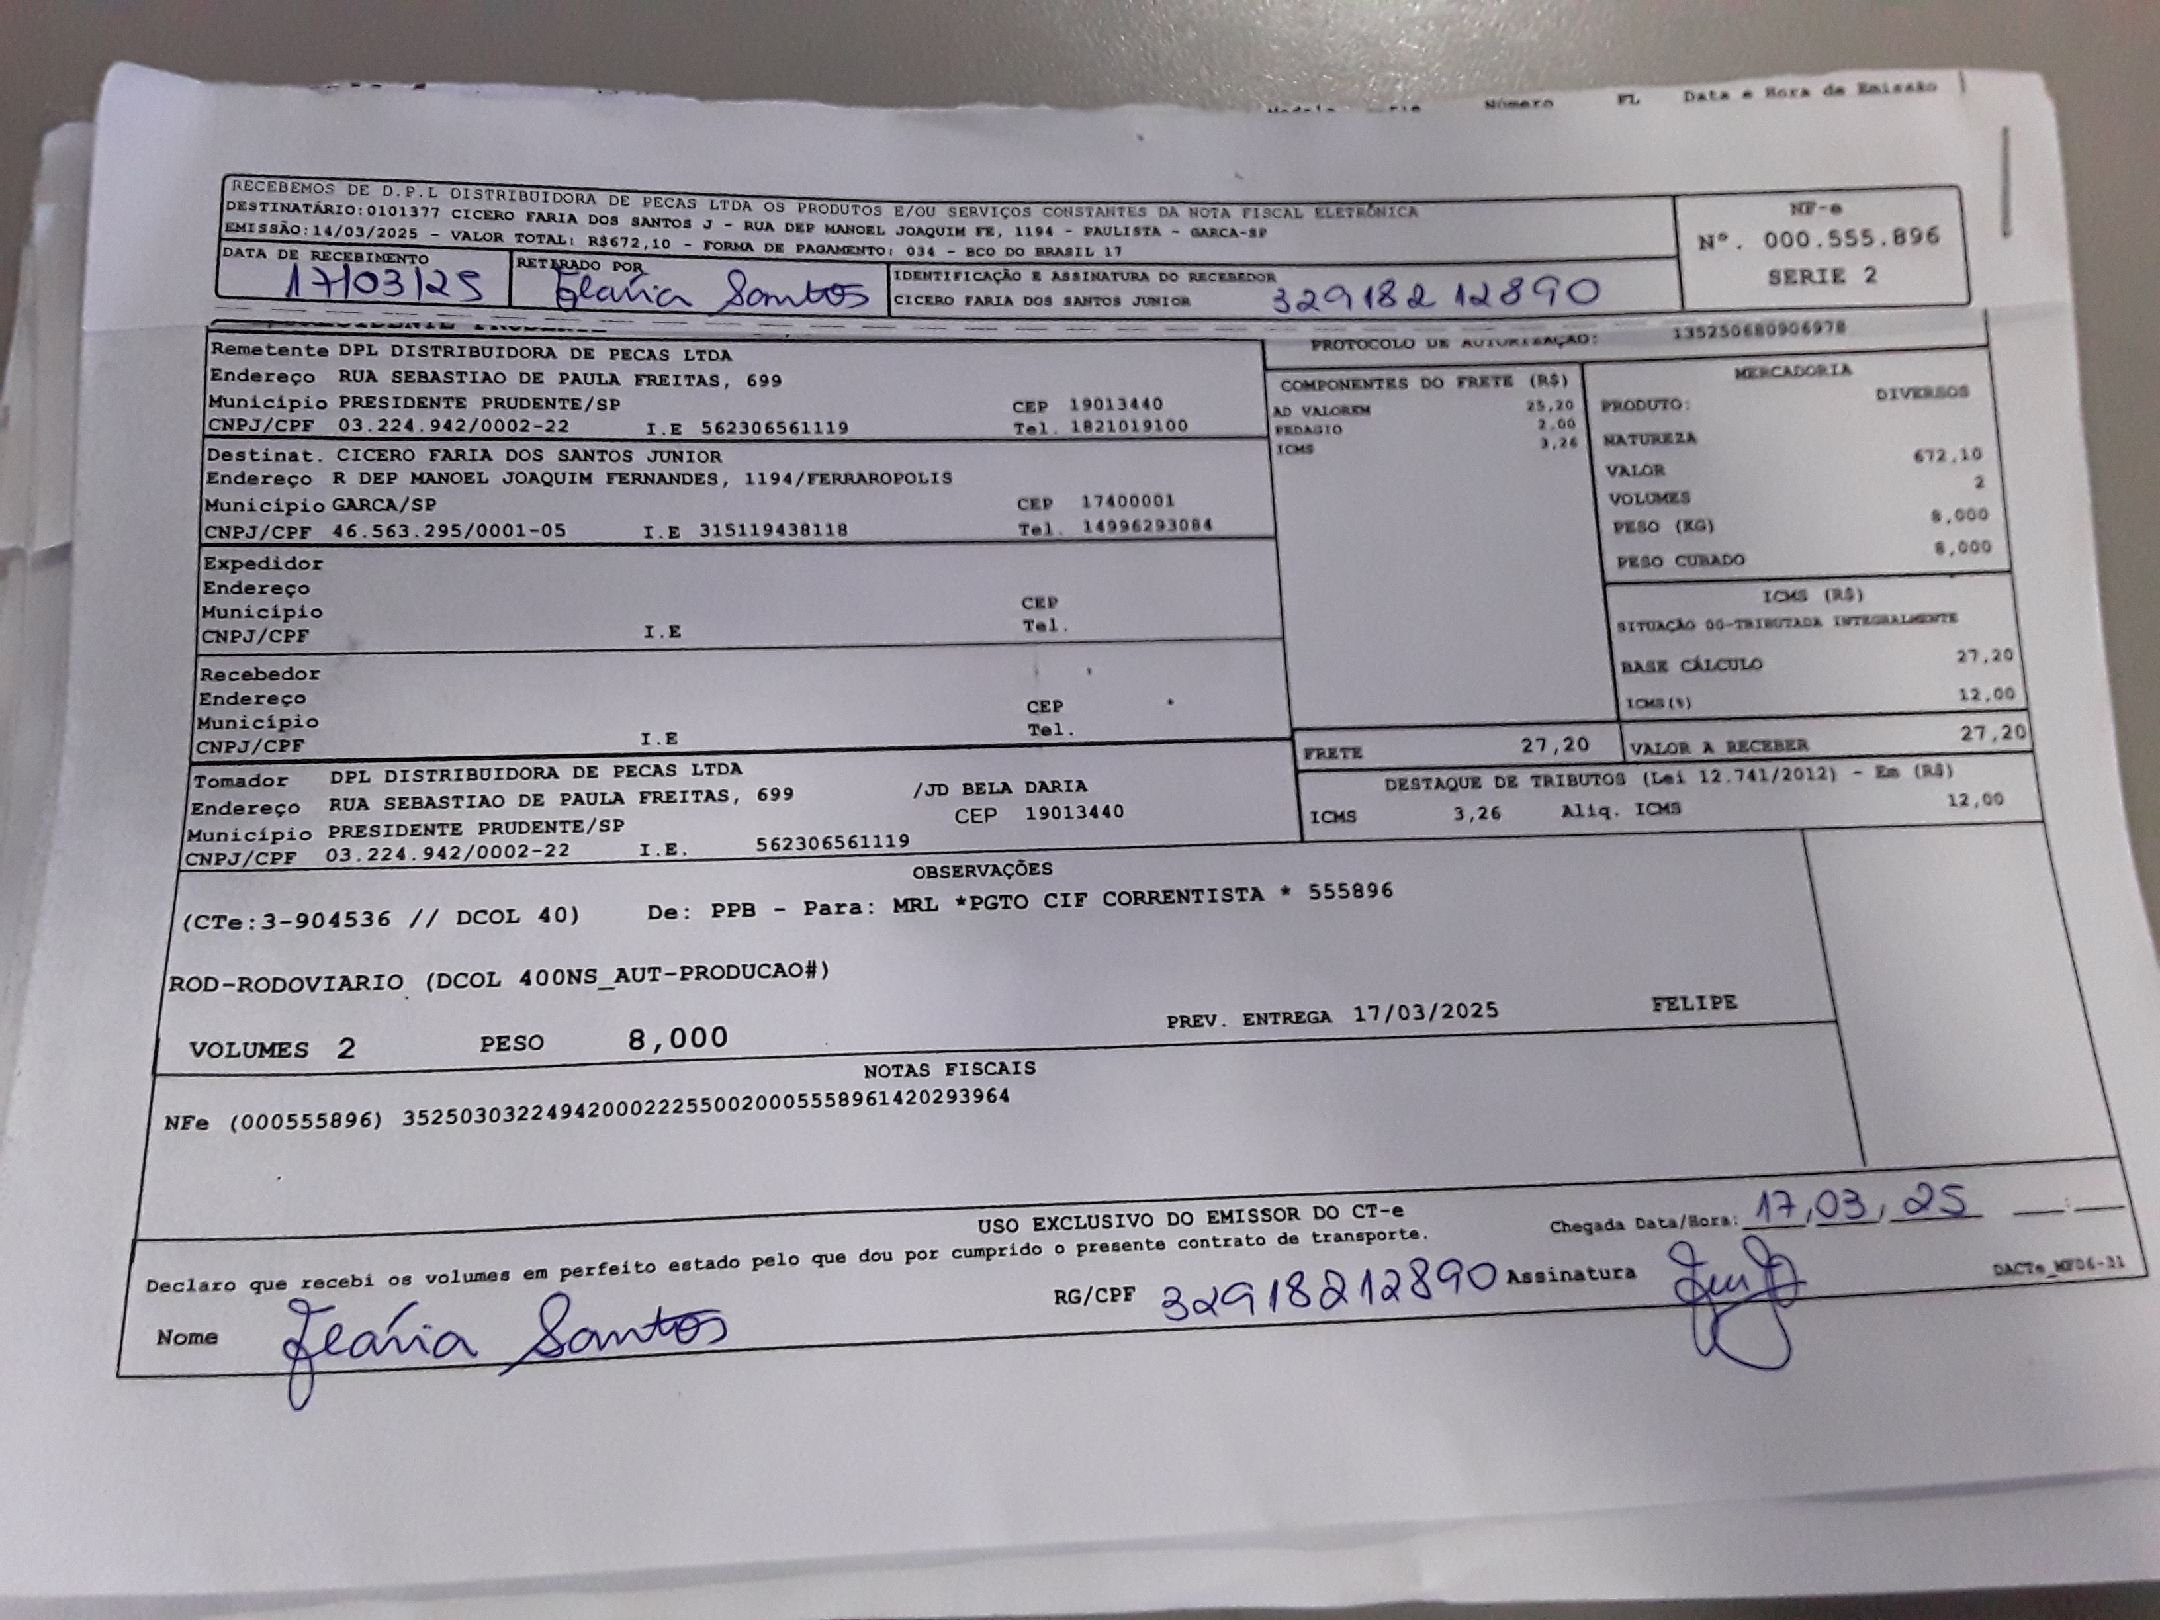 Número FL Data e Hora de Emissão
RECEBEMOS DE D.P.L DISTRIBUIDORA DE PECAS LTDA OS PRODUTOS E/OU SERVIÇOS CONSTANTES DA NOTA FISCAL ELETRÔNICA
DESTINATÁRIO:0101377 CICERO FARIA DOS SANTOS J - RUA DEP MANOEL JOAQUIM FE, 1194 - PAULISTA - GARCA-SP
EMISSÃO:14/03/2025 - VALOR TOTAL: R$672,10 - FORMA DE PAGAMENTO: 034 - BCO DO BRASIL 17
NF-e
Nº. 000.555.896
SERIE 2
DATA DE RECEBIMENTO
17/03/25
RETIRADO POR
Santos
IDENTIFICAÇÃO E ASSINATURA DO RECEBEDOR
CICERO FARIA DOS SANTOS JUNIOR 32918212890
PROTOCOLO DE AUTORIZAÇÃO: 135250680906978
Remetente DPL DISTRIBUIDORA DE PECAS LTDA
Endereço RUA SEBASTIAO DE PAULA FREITAS, 699
Município PRESIDENTE PRUDENTE/SP CEP 19013440
CNPJ/CPF 03.224.942/0002-22 I.E 562306561119 Tel. 1821019100
Destinat. CICERO FARIA DOS SANTOS JUNIOR
Endereço R DEP MANOEL JOAQUIM FERNANDES, 1194/FERRAROPOLIS
Município GARCA/SP CEP 17400001
CNPJ/CPF 46.563.295/0001-05 I.E 315119438118 Tel. 14996293084
Expedidor
Endereço
Município CEP
CNPJ/CPF I.E Tel.
Recebedor
Endereço
Município CEP
CNPJ/CPF I.E Tel.
Tomador DPL DISTRIBUIDORA DE PECAS LTDA
Endereço RUA SEBASTIAO DE PAULA FREITAS, 699 /JD BELA DARIA
Município PRESIDENTE PRUDENTE/SP CEP 19013440
CNPJ/CPF 03.224.942/0002-22 I.E. 562306561119
COMPONENTES DO FRETE (R$)
AD VALOREM 25,20
PEDAGIO 2.00
ICMS 3,26
MERCADORIA
PRODUTO: DIVERSOS
NATUREZA
VALOR 672,10
VOLUMES 2
PESO (KG) 8,000
PESO CUBADO 8,000
ICMS (R$)
SITUAÇÃO 00-TRIBUTADA INTEGRALMENTE
BASE CÁLCULO 27,20
ICMS(%) 12,00
FRETE 27,20 VALOR A RECEBER 27,20
DESTAQUE DE TRIBUTOS (Lei 12.741/2012) - Em (R$)
ICMS 3,26 Aliq. ICMS 12,00
OBSERVAÇÕES
(CTe:3-904536 // DCOL 40) De: PPB - Para: MRL *PGTO CIF CORRENTISTA * 555896
ROD-RODOVIARIO (DCOL 400NS_AUT-PRODUCAO#)
VOLUMES 2 PESO 8,000 PREV. ENTREGA 17/03/2025 FELIPE
NOTAS FISCAIS
NFe (000555896) 35250303224942000222550020005558961420293964
USO EXCLUSIVO DO EMISSOR DO CT-e
Declaro que recebi os volumes em perfeito estado pelo que dou por cumprido o presente contrato de transporte.
Chegada Data/Hora: 17,03,25 __:__
Nome Santos RG/CPF 32918212890 Assinatura